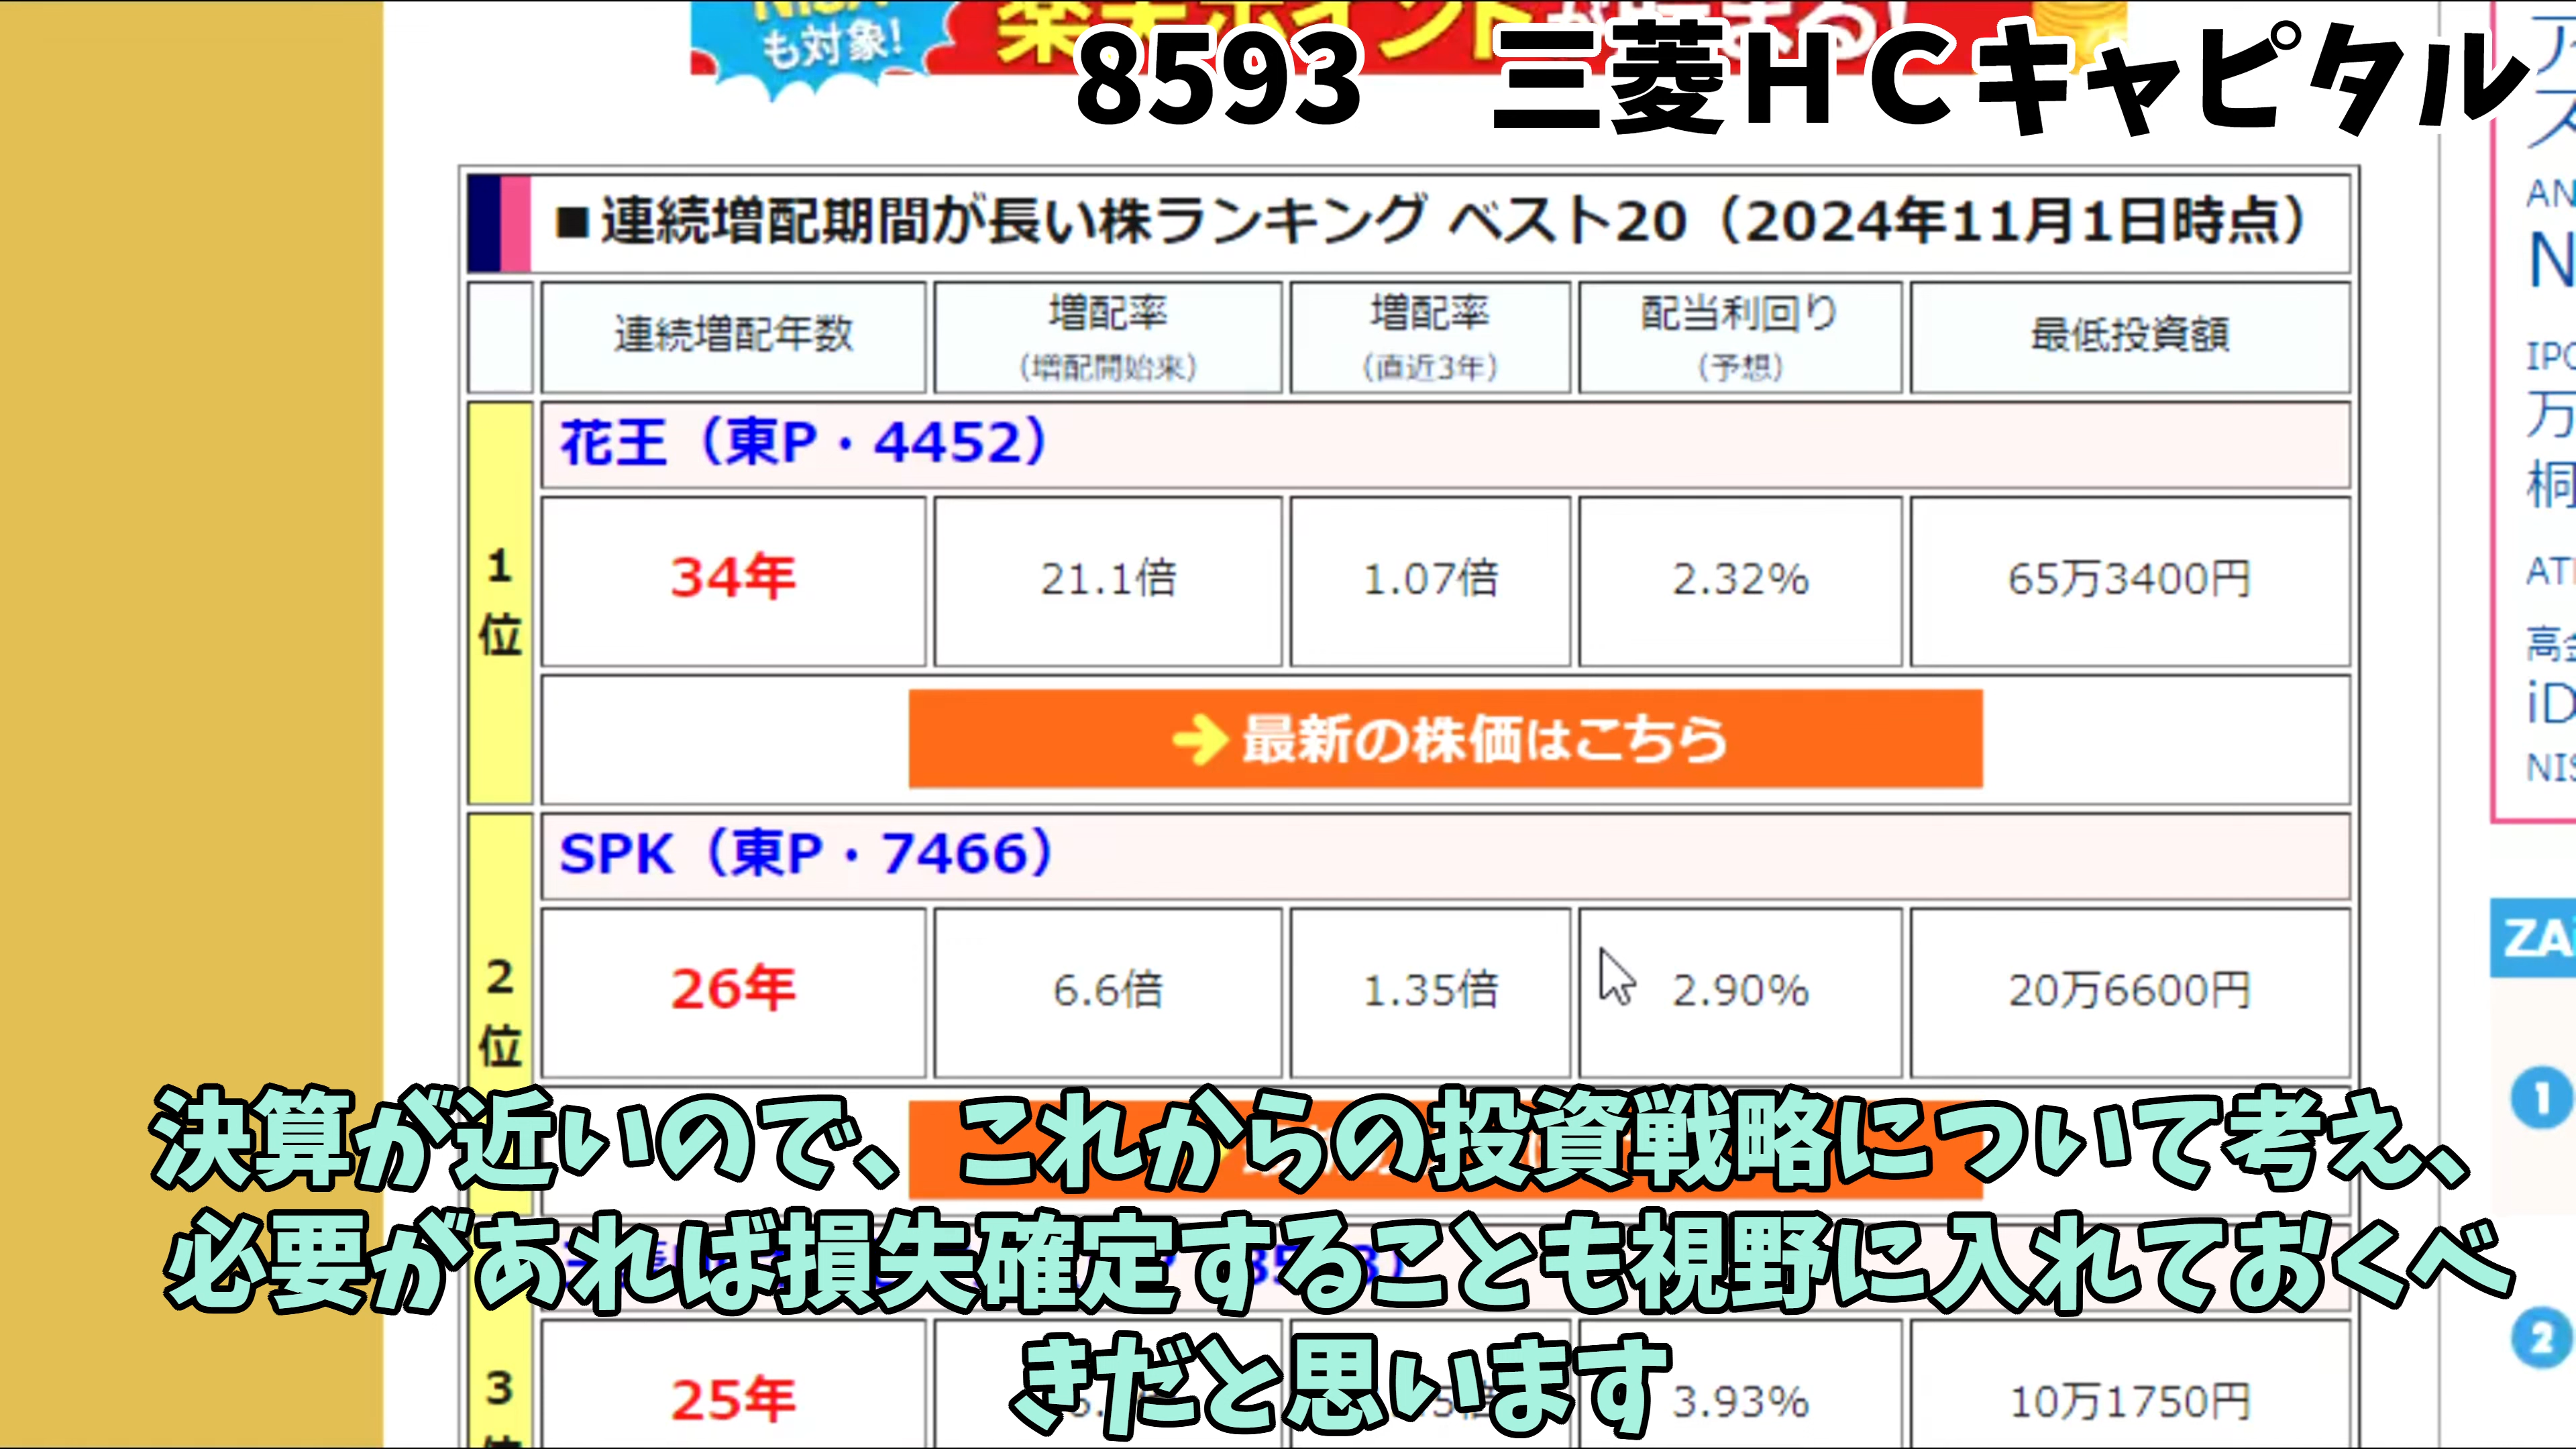 も対象!
8593 三菱HCキャピタル
■連続増配期間が長い株ランキング ベスト20（2024年11月1日時点）
連続増配年数
増配率
（増配開始来）
増配率
（直近3年）
配当利回り
（予想）
最低投資額
1位
花王（東P・4452）
34年
21.1倍
1.07倍
2.32%
65万3400円
➔最新の株価はこちら
2位
SPK（東P・7466）
26年
6.6倍
1.35倍
2.90%
20万6600円
決算が近いので、これからの投資戦略について考え、
必要があれば損失確定することも視野に入れておくべ
きだと思います
3
25年
3.93%
10万1750円
万
桐
1
2